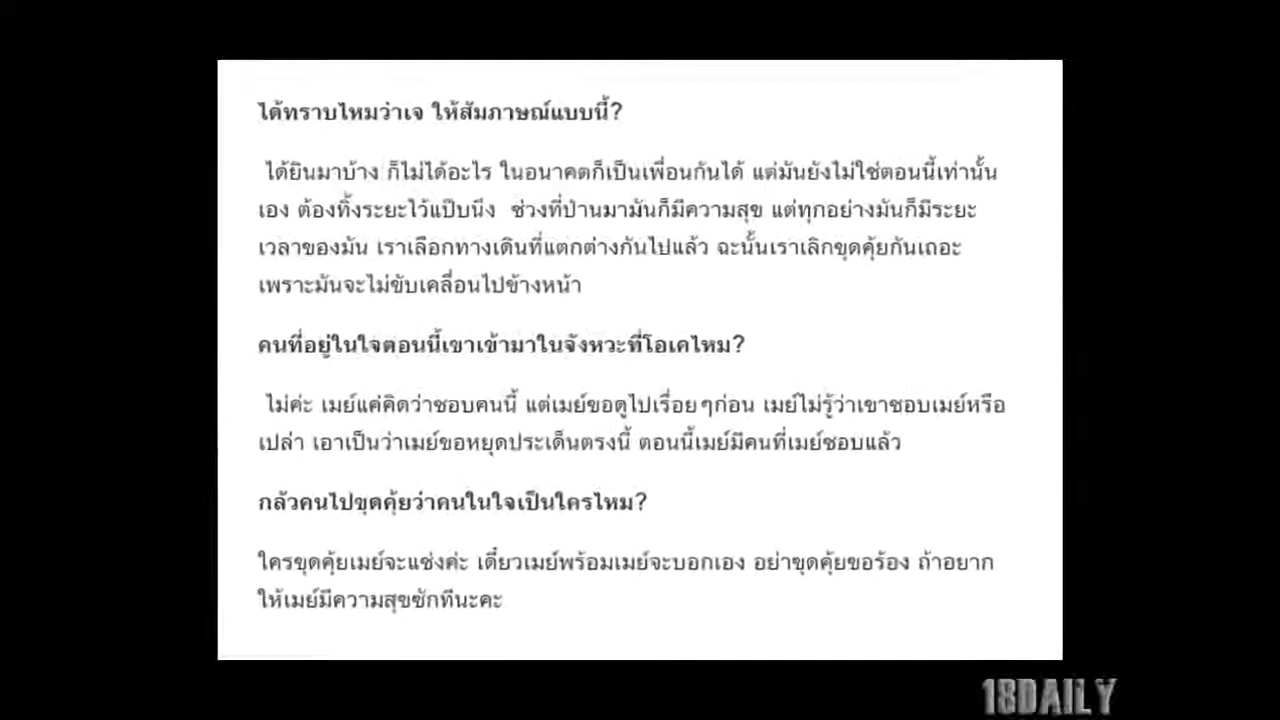 ได้ทราบไหมว่าเจ ให้สัมภาษณ์แบบนี้?
ได้ยินมาบ้าง ก็ไม่ได้อะไร ในอนาคตก็เป็นเพื่อนกันได้ แต่มันยังไม่ใช่ตอนนี้เท่านั้น
เอง ต้องทิ้งระยะไว้แป๊บนึง ช่วงที่ผ่านมามันก็มีความสุข แต่ทุกอย่างมันก็มีระยะ
เวลาของมัน เราเลือกทางเดินที่แตกต่างกันไปแล้ว ฉะนั้นเราเลิกขุดคุ้ยกันเถอะ
เพราะมันจะไม่ขับเคลื่อนไปข้างหน้า
คนที่อยู่ในใจตอนนี้เขาเข้ามาในจังหวะที่โอเคไหม?
ไม่ค่ะ เมย์แค่คิดว่าชอบคนนี้ แต่เมย์ขอดูไปเรื่อยๆก่อน เมย์ไม่รู้ว่าเขาชอบเมย์หรือ
เปล่า เอาเป็นว่าเมย์ขอหยุดประเด็นตรงนี้ ตอนนี้เมย์มีคนที่เมย์ชอบแล้ว
กลัวคนไปขุดคุ้ยว่าคนในใจเป็นใครไหม?
ใครขุดคุ้ยเมย์จะแช่งค่ะ เดี๋ยวเมย์พร้อมเมย์จะบอกเอง อย่าขุดคุ้ยขอร้อง ถ้าอยาก
ให้เมย์มีความสุขซักทีนะคะ
18DAILY